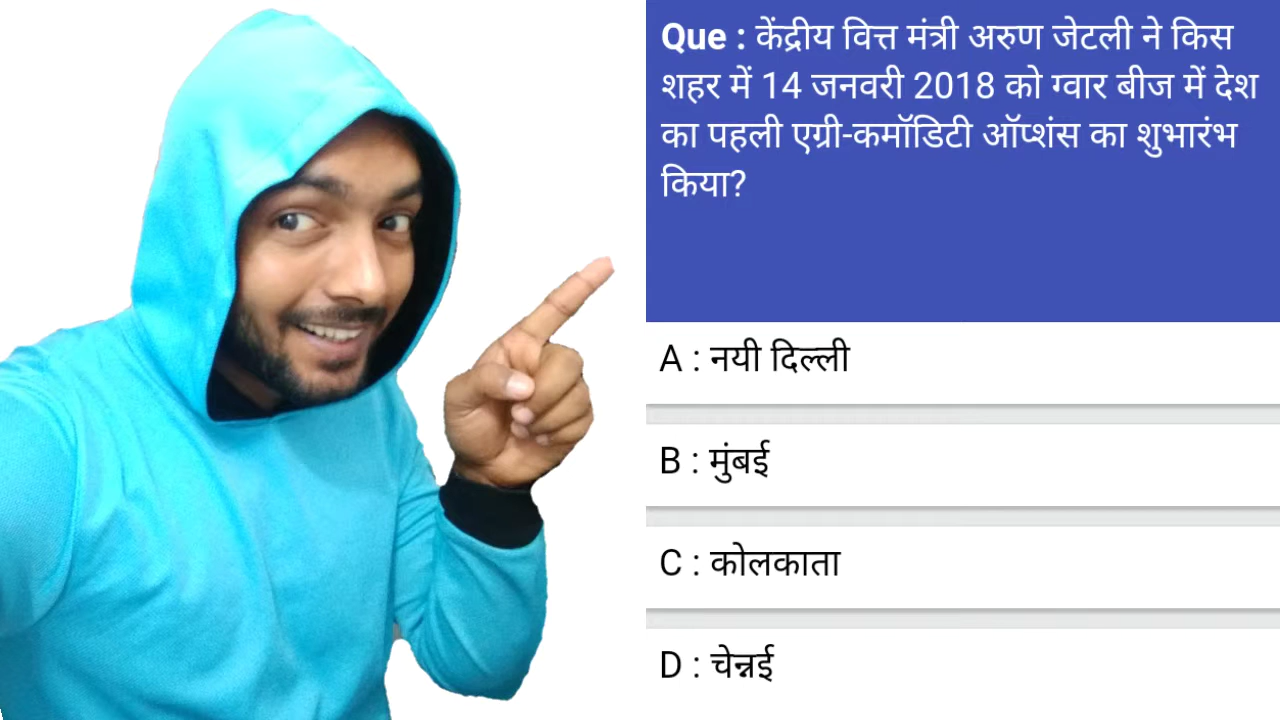 Que : केंद्रीय वित्त मंत्री अरुण जेटली ने किस
शहर में 14 जनवरी 2018 को ग्वार बीज में देश
का पहली एग्री-कमॉडिटी ऑप्शंस का शुभारंभ
किया?
A : नयी दिल्ली
B : मुंबई
C : कोलकाता
D : चेन्नई